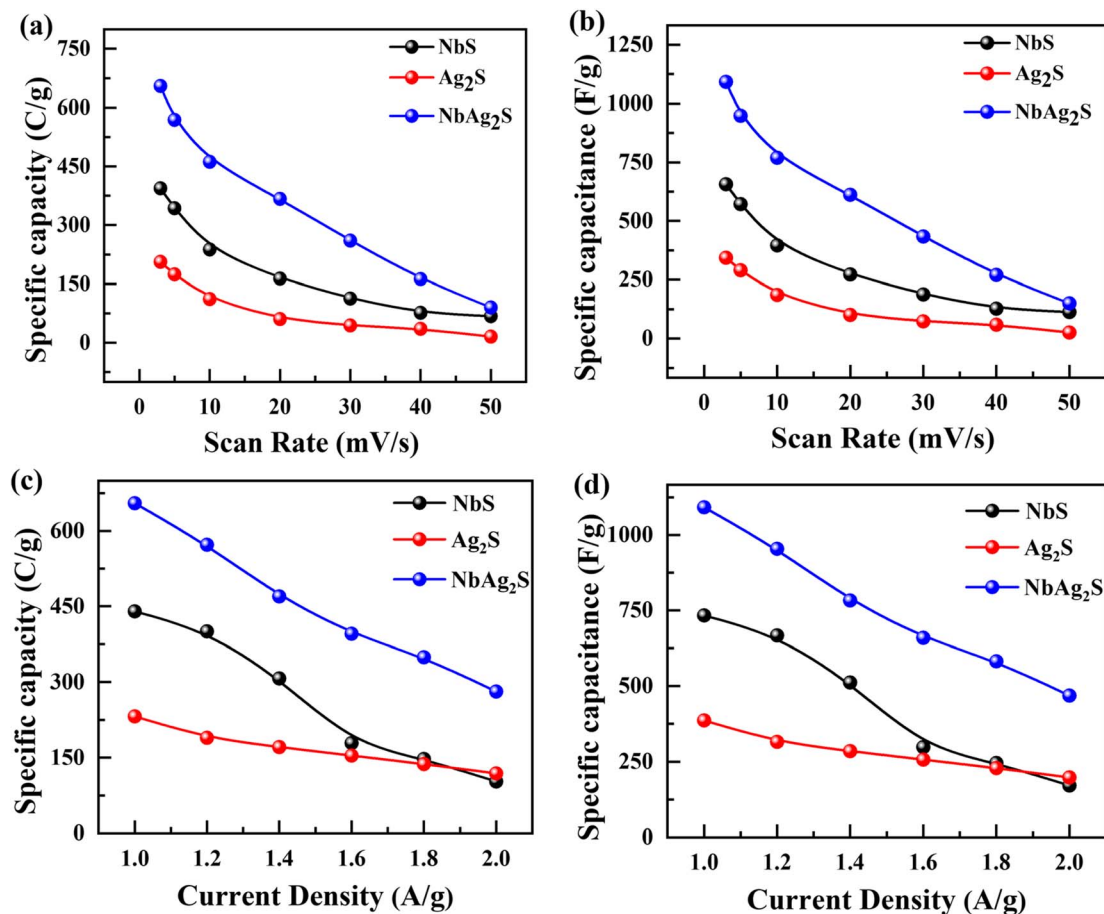 (a)
750
600
450
300
150
0
Specific capacity (C/g)
NbS
Ag₂S
NbAg₂S
0 10 20 30 40 50
Scan Rate (mV/s)
(b)
1250
1000
750
500
250
0
Specific capacitance (F/g)
NbS
Ag₂S
NbAg₂S
0 10 20 30 40 50
Scan Rate (mV/s)
(c)
600
450
300
150
0
Specific capacity (C/g)
NbS
Ag₂S
NbAg₂S
1.0 1.2 1.4 1.6 1.8 2.0
Current Density (A/g)
(d)
1000
750
500
250
0
Specific capacitance (F/g)
NbS
Ag₂S
NbAg₂S
1.0 1.2 1.4 1.6 1.8 2.0
Current Density (A/g)